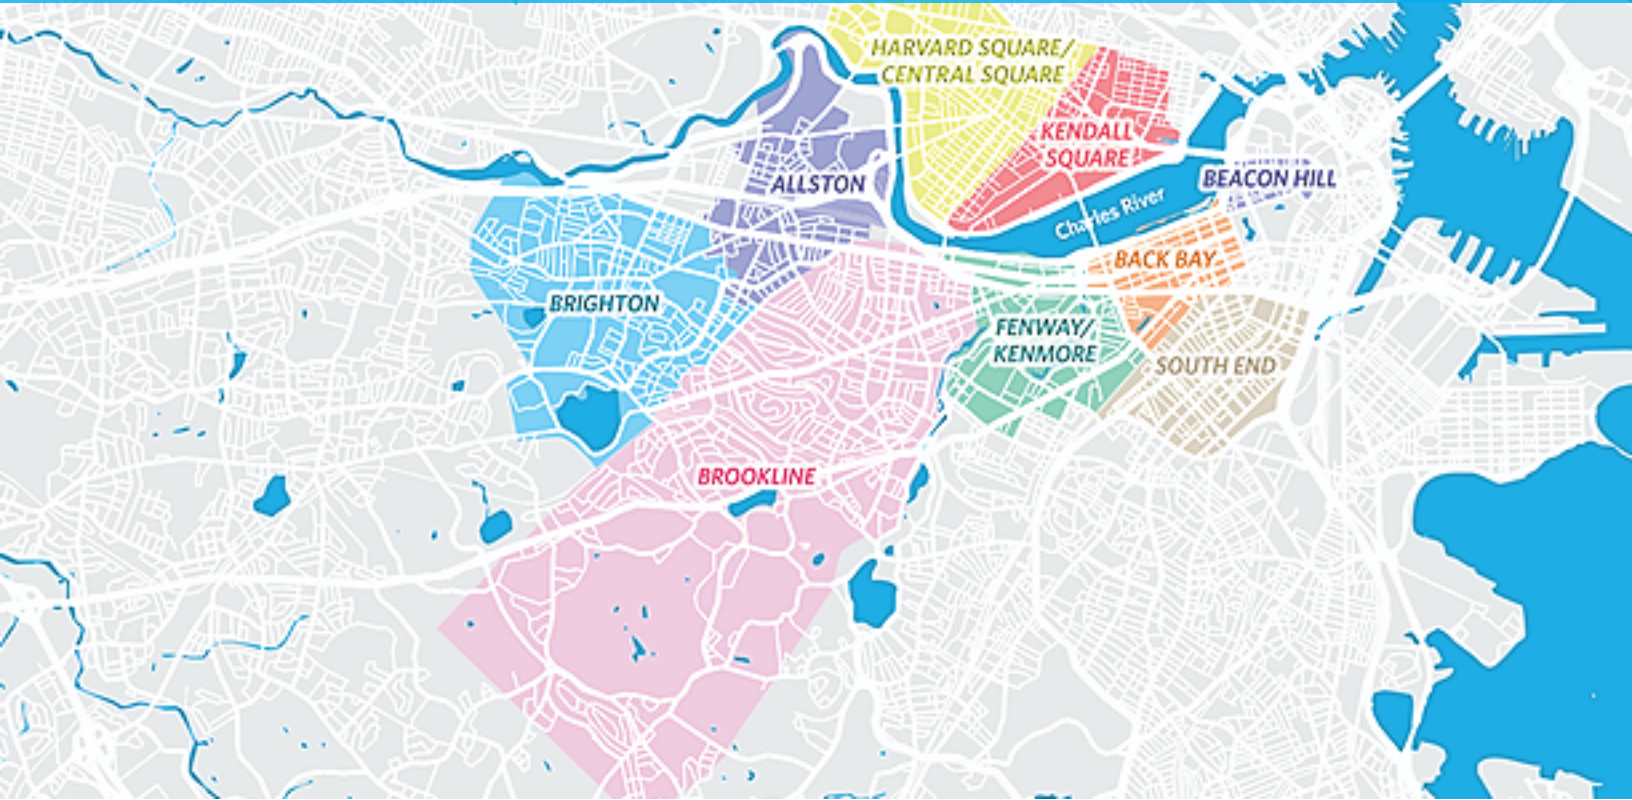 HARVARD SQUARE/
CENTRAL SQUARE
KENDALL
SQUARE
ALLSTON
BEACON HILL
Charles River
BACK BAY
BRIGHTON
FENWAY/
KENMORE
SOUTH END
BROOKLINE